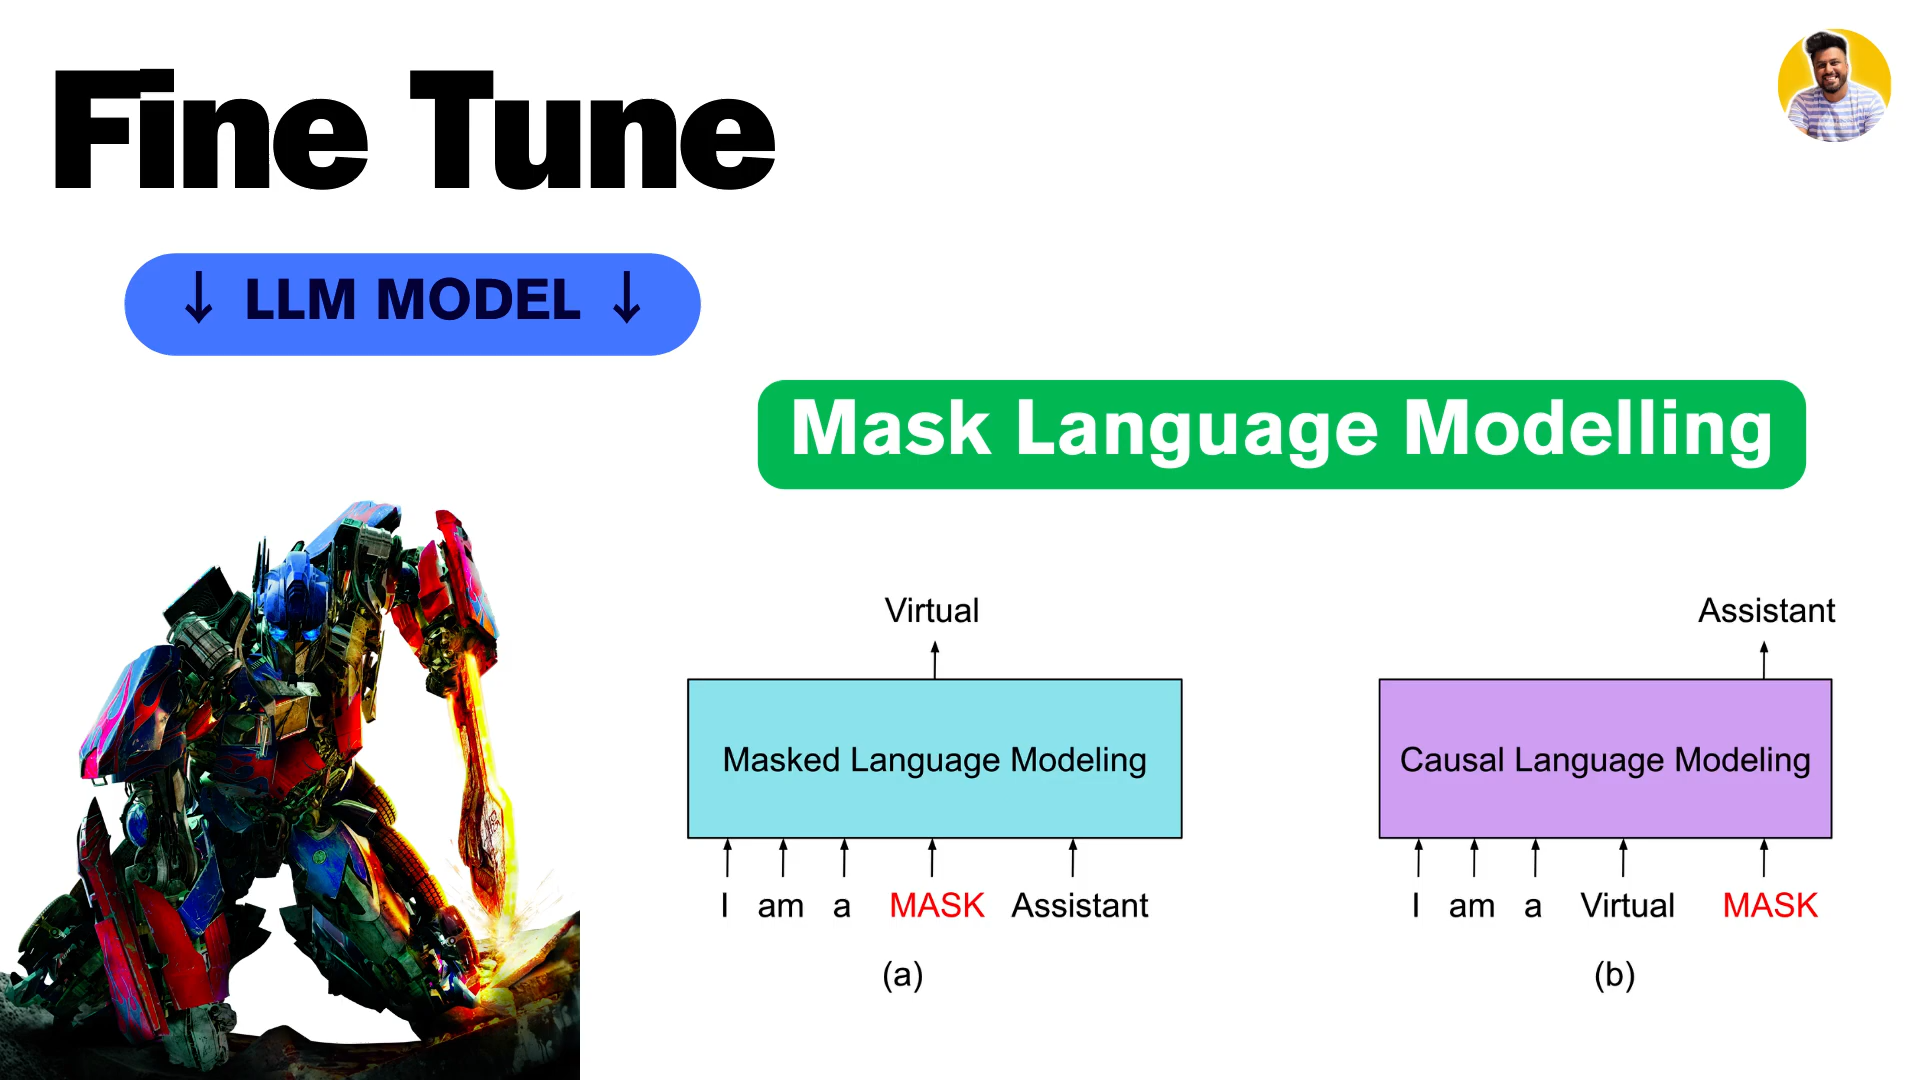 Fine Tune
↓ LLM MODEL ↓
Mask Language Modelling
Virtual
Masked Language Modeling
I am a MASK Assistant
(a)
Assistant
Causal Language Modeling
I am a Virtual MASK
(b)